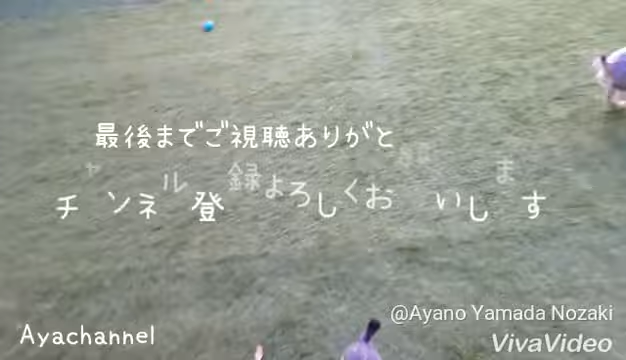 最後までご視聴ありがと
チャンネル登録よろしくおねいします
@Ayano Yamada Nozaki
Ayachannel
VivaVideo